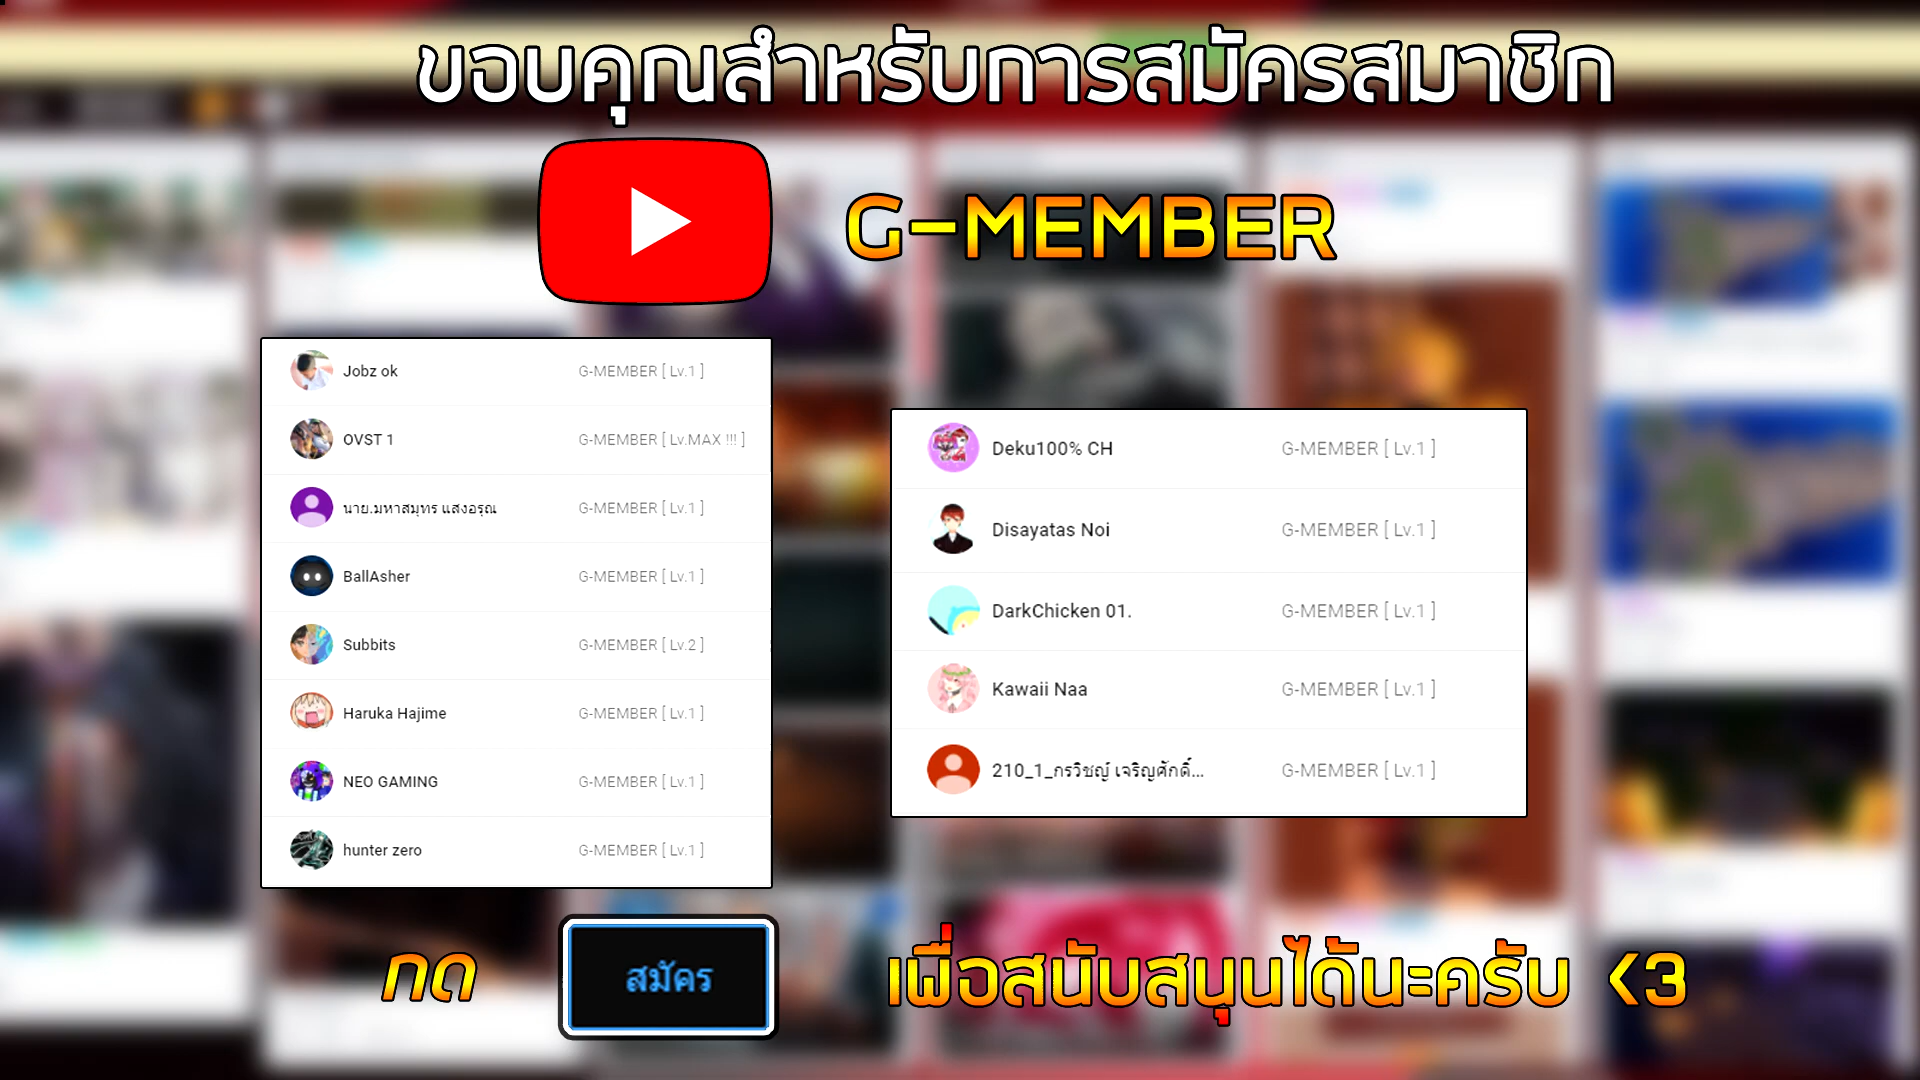 ขอบคุณสำหรับการสมัครสมาชิก
G-MEMBER
Jobz ok G-MEMBER [ Lv.1 ]
OVST 1 G-MEMBER [ Lv.MAX !!! ]
นาย.มหาสมุทร แสงอรุณ G-MEMBER [ Lv.1 ]
BallAsher G-MEMBER [ Lv.1 ]
Subbits G-MEMBER [ Lv.2 ]
Haruka Hajime G-MEMBER [ Lv.1 ]
NEO GAMING G-MEMBER [ Lv.1 ]
hunter zero G-MEMBER [ Lv.1 ]
Deku100% CH G-MEMBER [ Lv.1 ]
Disayatas Noi G-MEMBER [ Lv.1 ]
DarkChicken 01. G-MEMBER [ Lv.1 ]
Kawaii Naa G-MEMBER [ Lv.1 ]
210_1_กรวิชญ์ เจริญศักดิ์... G-MEMBER [ Lv.1 ]
กด สมัคร เพื่อสนับสนุนได้นะครับ <3